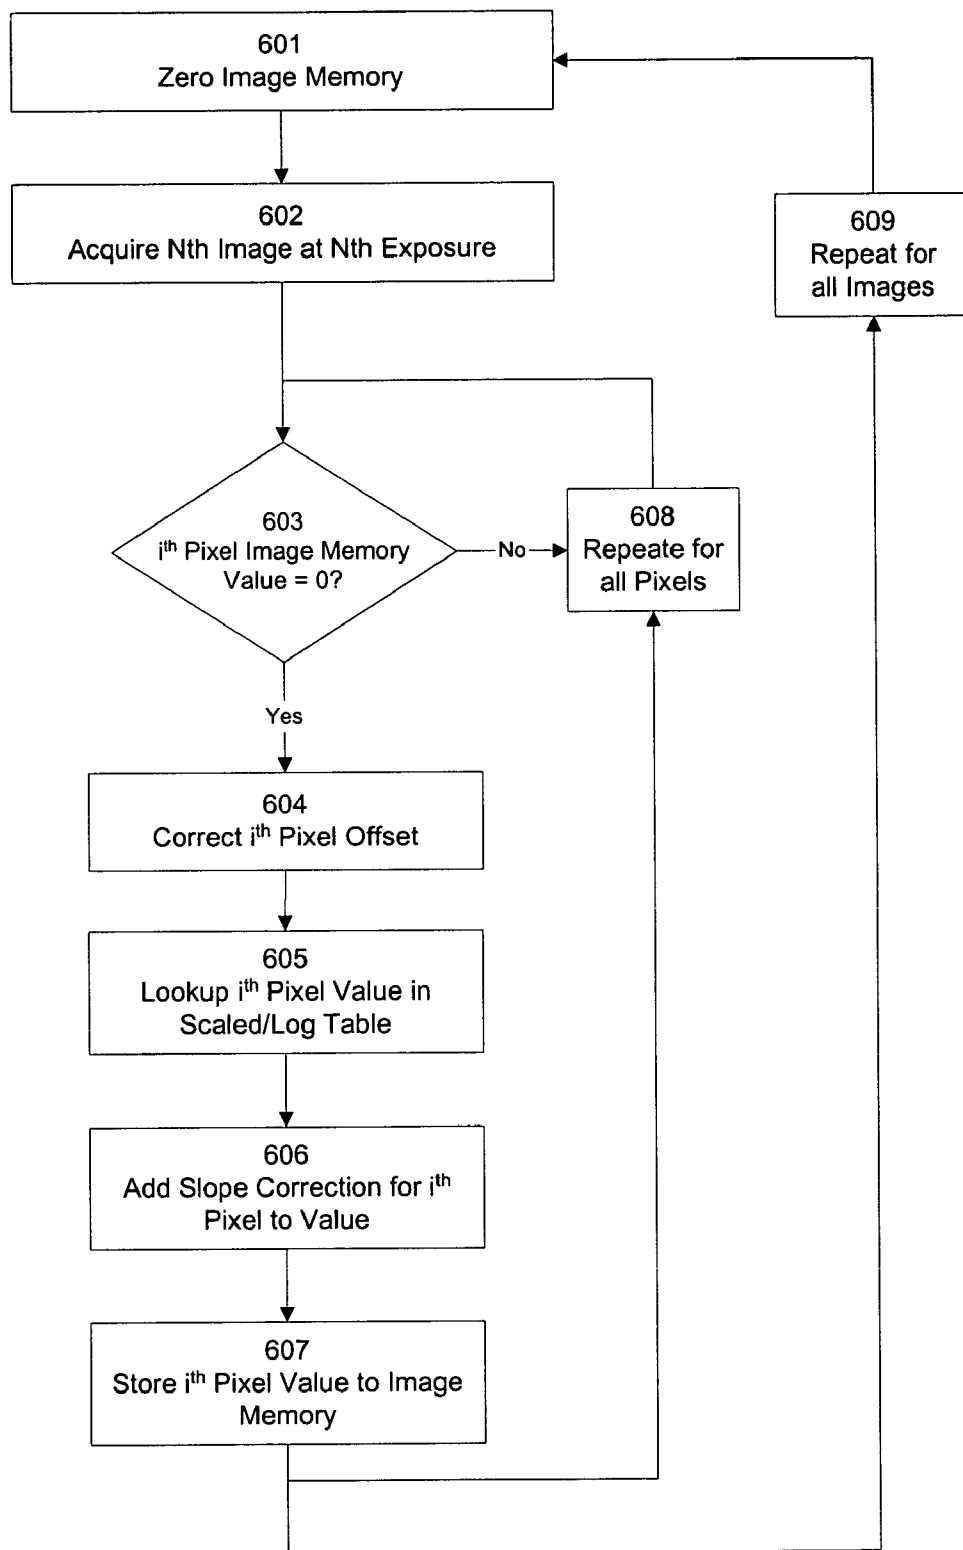 601
Zero Image Memory
602
Acquire Nth Image at Nth Exposure
609
Repeat for
all Images
603
ith Pixel Image Memory
Value = 0?
No
608
Repeate for
all Pixels
Yes
604
Correct ith Pixel Offset
605
Lookup ith Pixel Value in
Scaled/Log Table
606
Add Slope Correction for ith
Pixel to Value
607
Store ith Pixel Value to Image
Memory